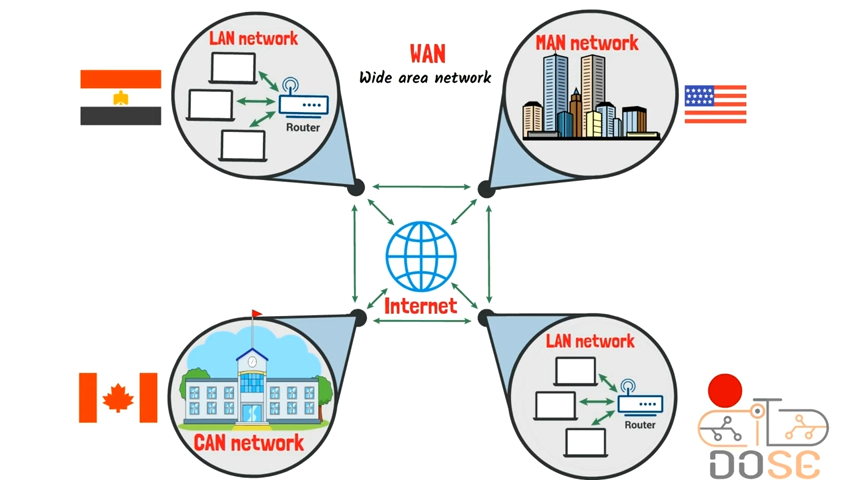 LAN network
Router
WAN
Wide area network
MAN network
Internet
CAN network
LAN network
Router
DOSE